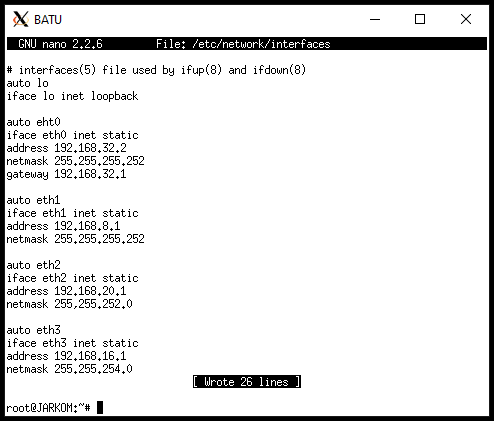 BATU
GNU nano 2.2.6 File: /etc/network/interfaces
# interfaces(5) file used by ifup(8) and ifdown(8)
auto lo
iface lo inet loopback
auto eht0
iface eth0 inet static
address 192.168.32.2
netmask 255.255.255.252
gateway 192.168.32.1
auto eth1
iface eth1 inet static
address 192.168.8.1
netmask 255.255.255.252
auto eth2
iface eth2 inet static
address 192.168.20.1
netmask 255,255.252.0
auto eth3
iface eth3 inet static
address 192.168.16.1
netmask 255.255.254.0
[ Wrote 26 lines ]
root@JARKOM:~#